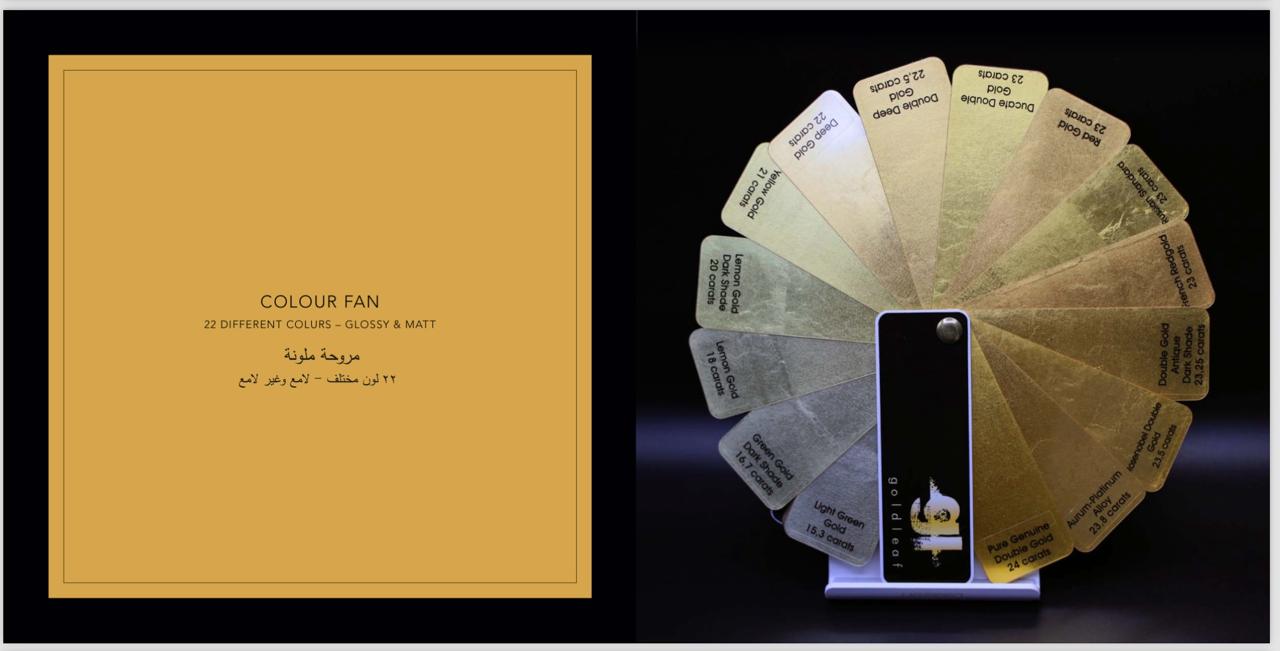 COLOUR FAN
22 DIFFERENT COLURS – GLOSSY & MATT
مروحة ملونة
٢٢ لون مختلف – لامع وغير لامع
Light Green
Gold
15,3 carats
Green Gold
Dark Shade
16,7 carats
Lemon Gold
18 carats
Lemon Gold
Dark Shade
20 carats
Yellow Gold
21 carats
Deep Gold
22 carats
Double Deep
Gold
22,5 carats
Ducate Double
Gold
23 carats
Red Gold
23 carats
Russian Standard
23 carats
Redgold
23 carats
Double Gold
Antique
Dark Shade
23,25 carats
Double
Gold
23,5 carats
Aurum-Platinum
Alloy
23,8 carats
Pure Genuine
Double Gold
24 carats
gl
goldleaf